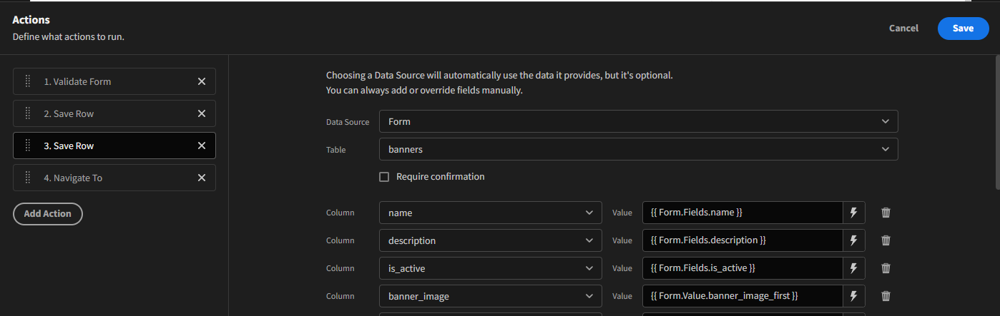 Actions
Define what actions to run.
Cancel
Save
1. Validate Form
2. Save Row
3. Save Row
4. Navigate To
Add Action
Choosing a Data Source will automatically use the data it provides, but it's optional.
You can always add or override fields manually.
Data Source Form
Table banners
Require confirmation
Column name Value {{ Form.Fields.name }}
Column description Value {{ Form.Fields.description }}
Column is_active Value {{ Form.Fields.is_active }}
Column banner_image Value {{ Form.Value.banner_image_first }}